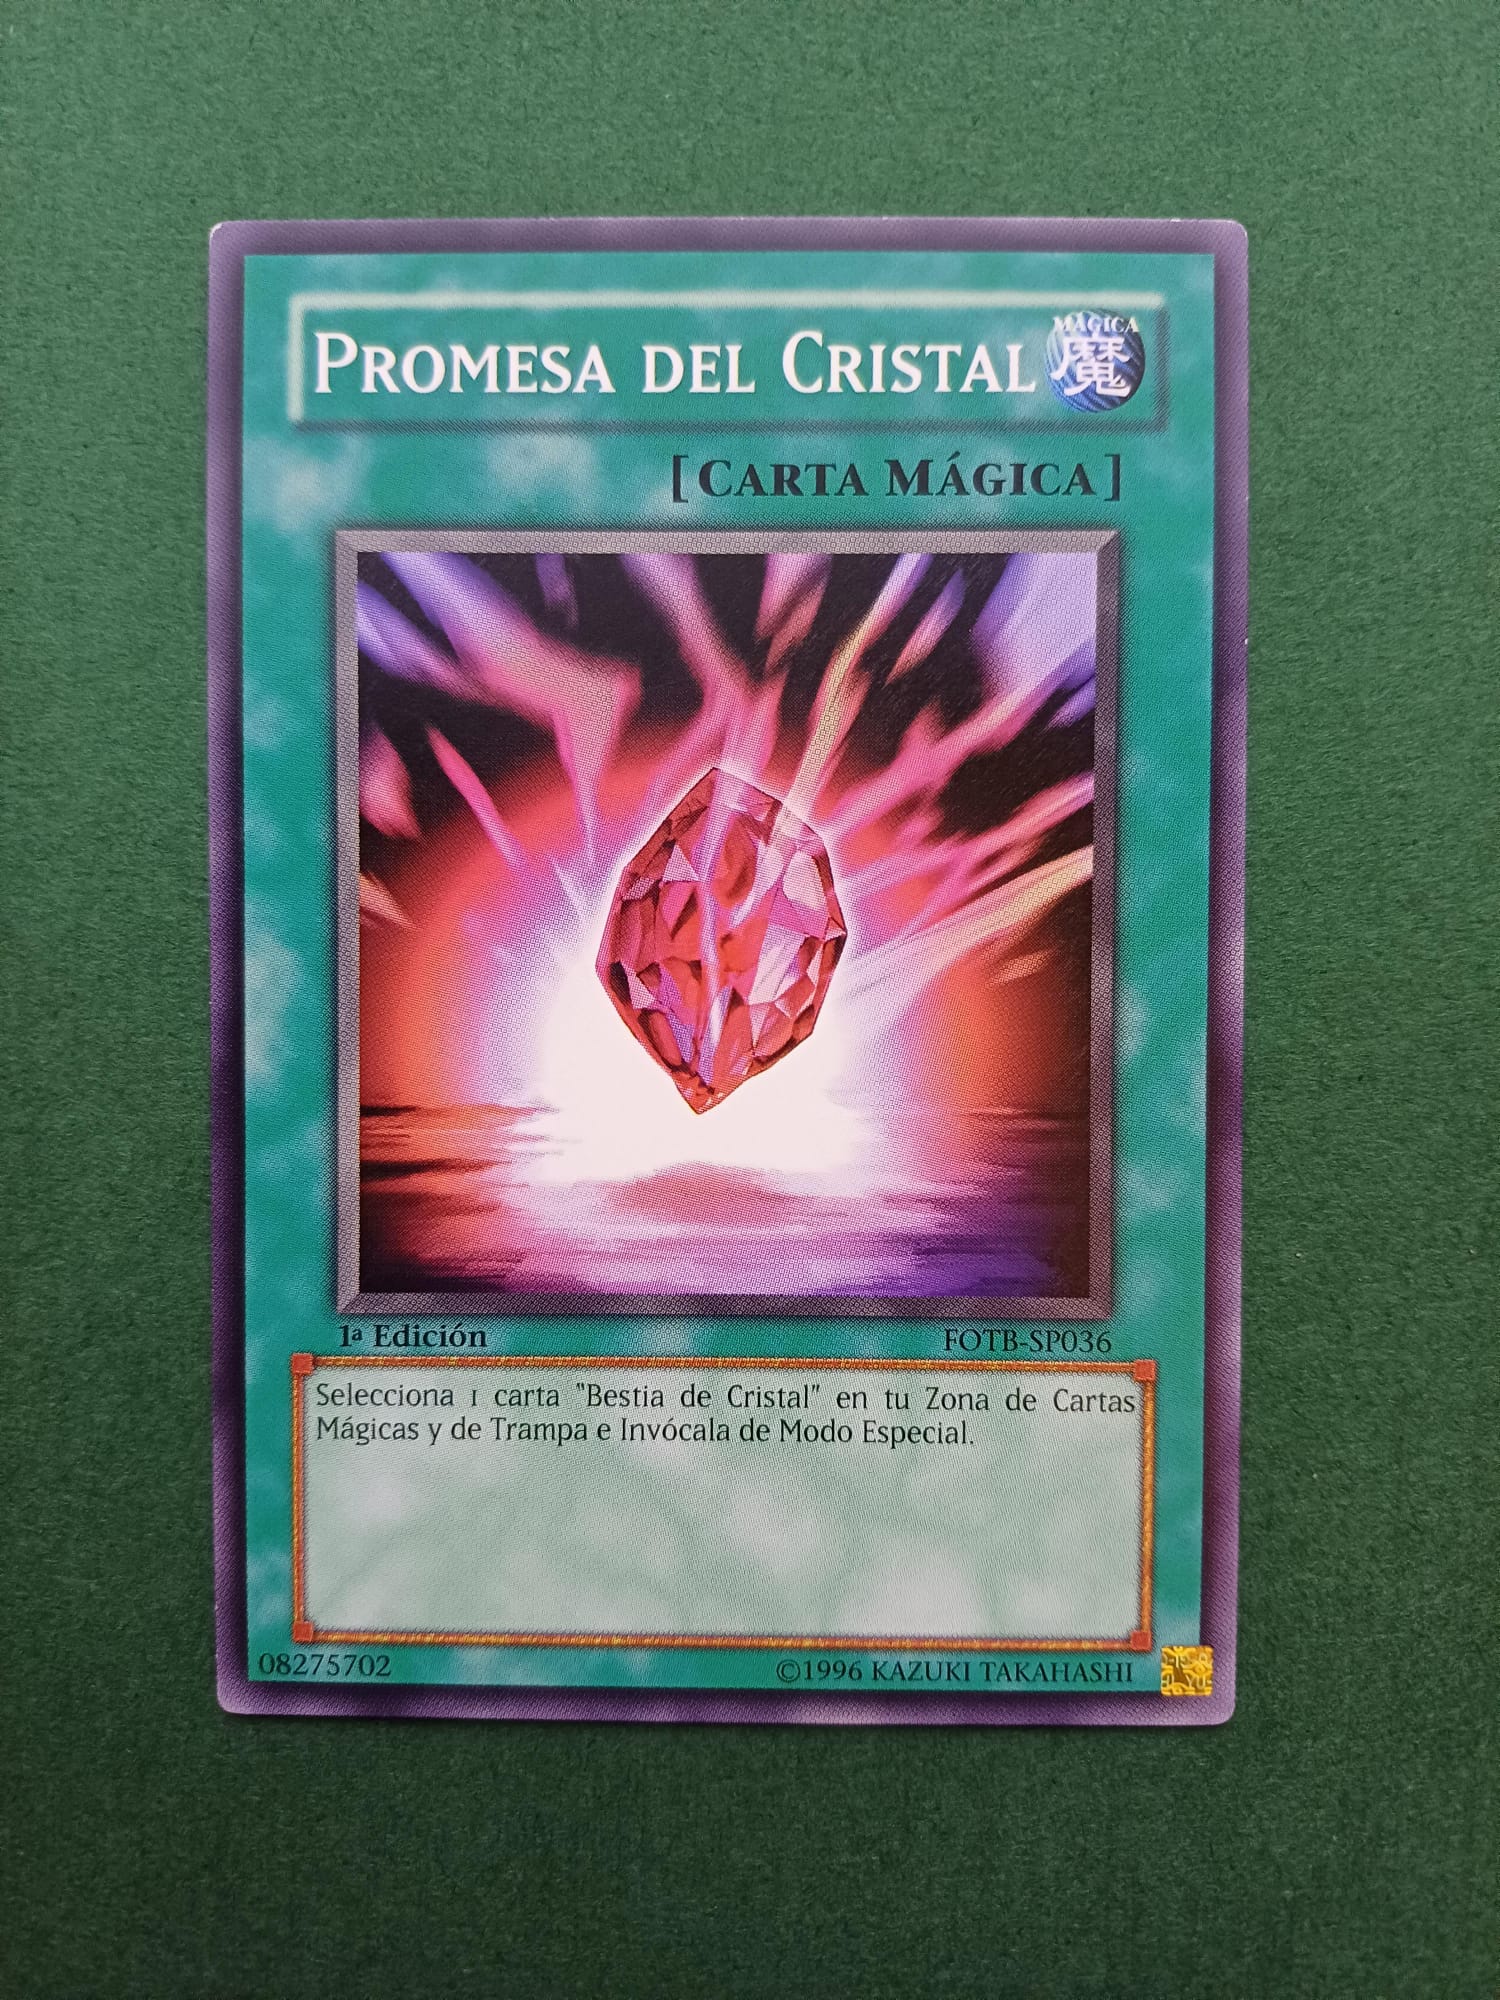 PROMESA DEL CRISTAL
MÁGICA
魔
[CARTA MÁGICA]
1ª Edición
FOTB-SP036
Selecciona 1 carta "Bestia de Cristal" en tu Zona de Cartas
Mágicas y de Trampa e Invócala de Modo Especial.
08275702
©1996 KAZUKI TAKAHASHI